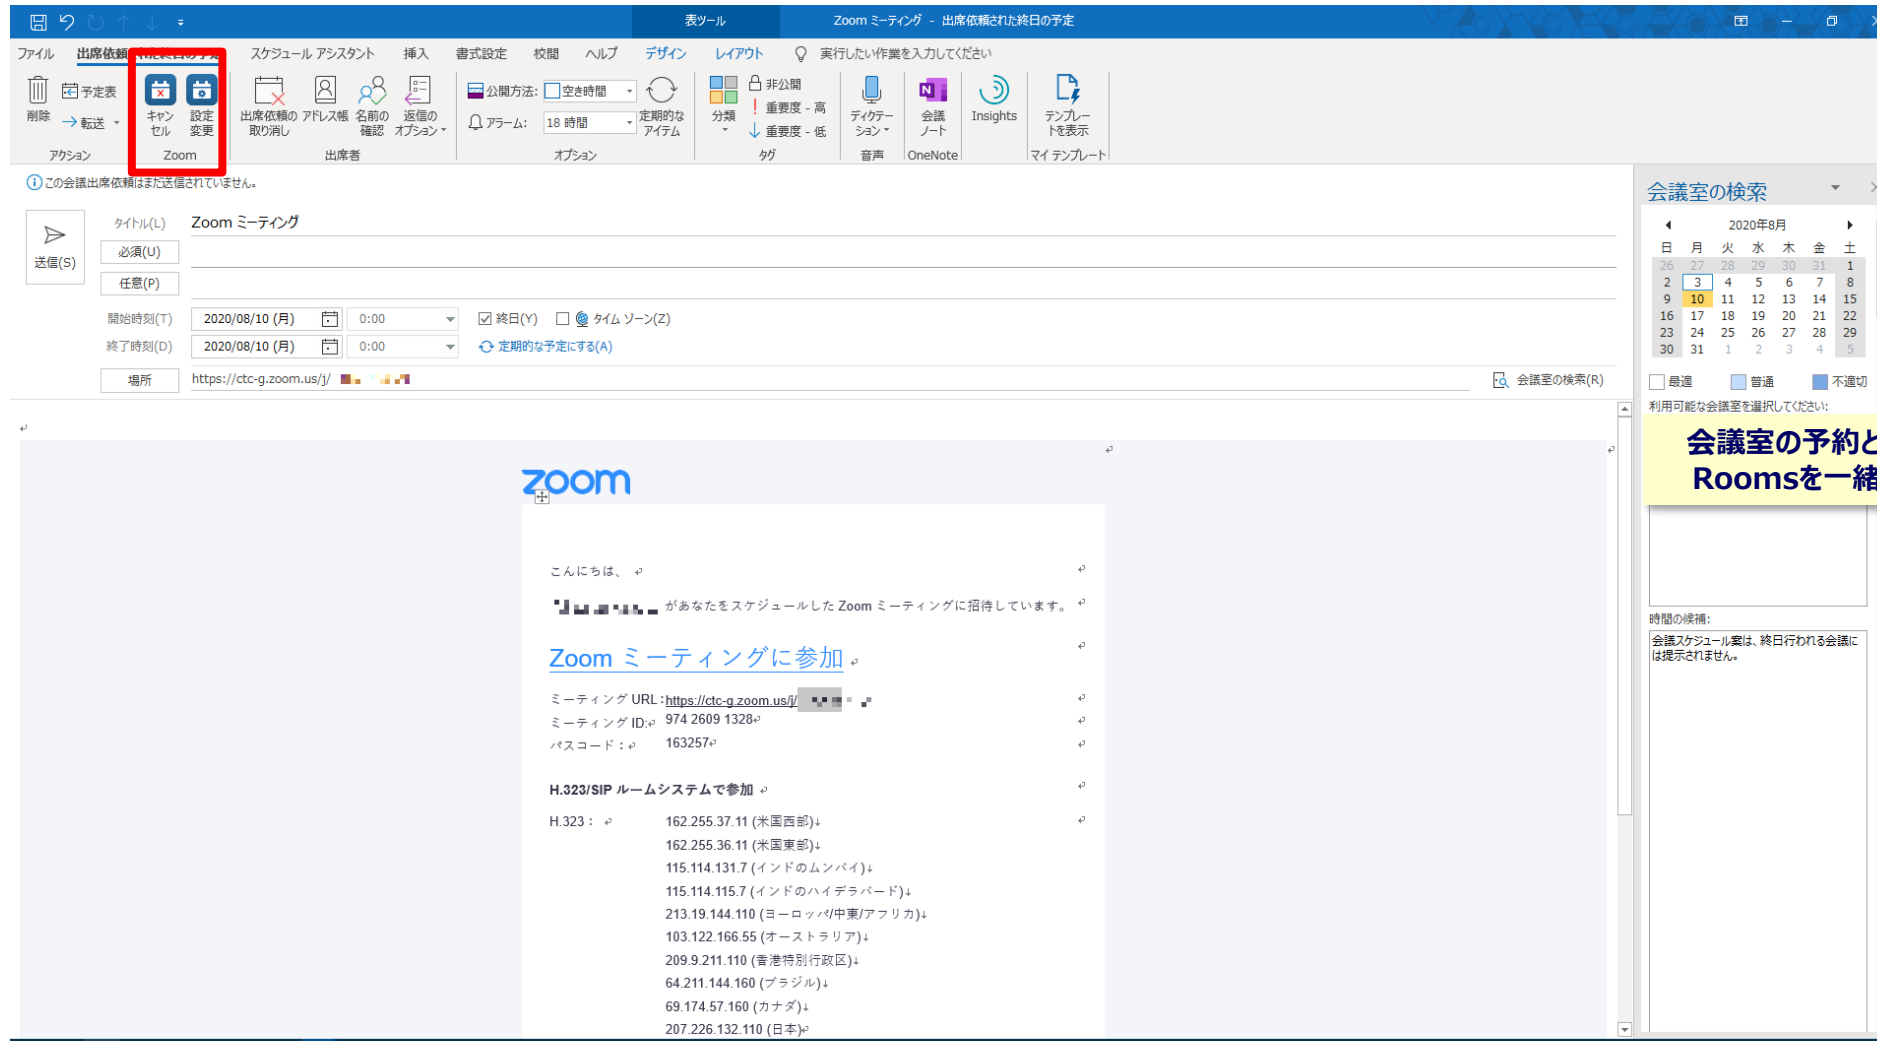 表ツール
Zoom ミーティング - 出席依頼された終日の予定
ファイル
スケジュール アシスタント
挿入
書式設定
校閲
ヘルプ
デザイン
レイアウト
実行したい作業を入力してください
削除
予定表
転送
アクション
キャンセル
設定変更
Zoom
出席依頼の取り消し
アドレス帳
名前の確認
返信のオプション
出席者
公開方法: 空き時間
アラーム: 18 時間
定期的なアイテム
オプション
分類
非公開
重要度 - 高
重要度 - 低
タグ
ディクテーション
音声
会議ノート
OneNote
Insights
テンプレートを表示
マイ テンプレート
この会議出席依頼はまだ送信されていません。
送信(S)
タイトル(L) Zoom ミーティング
必須(U)
任意(P)
開始時刻(T) 2020/08/10 (月) 0:00 終日(Y) タイム ゾーン(Z)
終了時刻(D) 2020/08/10 (月) 0:00 定期的な予定にする(A)
場所 https://ctc-g.zoom.us/j/ 会議室の検索(R)
zoom
こんにちは、
があなたをスケジュールした Zoom ミーティングに招待しています。
Zoom ミーティングに参加
ミーティング URL: https://ctc-g.zoom.us/j/
ミーティング ID: 974 2609 1328
パスコード： 163257
H.323/SIP ルームシステムで参加
H.323： 162.255.37.11 (米国西部)
162.255.36.11 (米国東部)
115.114.131.7 (インドのムンバイ)
115.114.115.7 (インドのハイデラバード)
213.19.144.110 (ヨーロッパ/中東/アフリカ)
103.122.166.55 (オーストラリア)
209.9.211.110 (香港特別行政区)
64.211.144.160 (ブラジル)
69.174.57.160 (カナダ)
207.226.132.110 (日本)
会議室の検索
2020年8月
日 月 火 水 木 金 土
26 27 28 29 30 31 1
2 3 4 5 6 7 8
9 10 11 12 13 14 15
16 17 18 19 20 21 22
23 24 25 26 27 28 29
30 31 1 2 3 4 5
最適 普通 不適切
利用可能な会議室を選択してください:
会議室の予約と
Roomsを一緒
時間の候補:
会議スケジュール案は、終日行われる会議に
は提示されません。